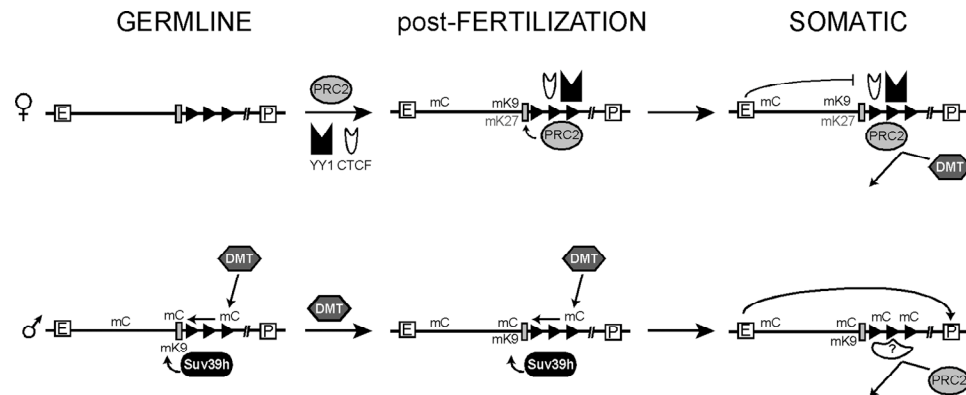 GERMLINE post-FERTILIZATION SOMATIC
♀ E P PRC2 YY1 CTCF E mC mK9 mK27 PRC2 P E mC mK9 mK27 PRC2 P DMT
♂ E mC mC mK9 Suv39h mC DMT P DMT E mC mC mK9 Suv39h mC DMT P E mC mC mK9 mC mC ? P PRC2